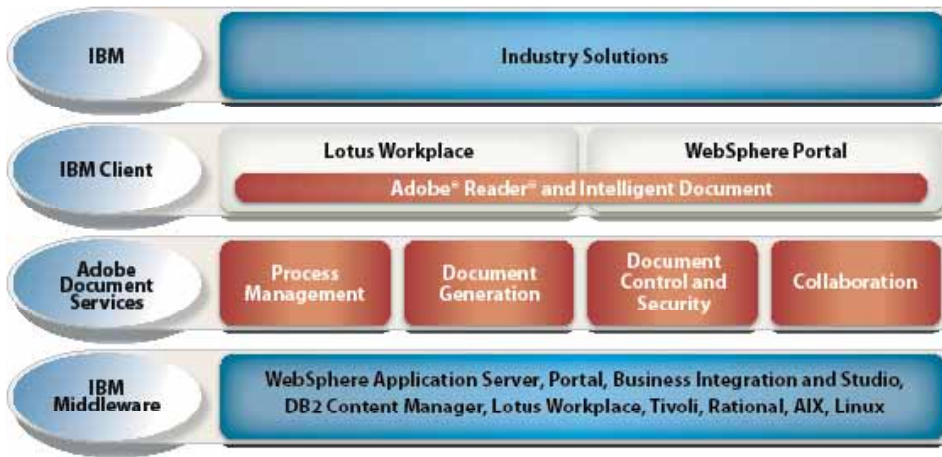 IBM
Industry Solutions
IBM Client
Lotus Workplace
WebSphere Portal
Adobe® Reader® and Intelligent Document
Adobe
Document
Services
Process
Management
Document
Generation
Document
Control and
Security
Collaboration
IBM
Middleware
WebSphere Application Server, Portal, Business Integration and Studio,
DB2 Content Manager, Lotus Workplace, Tivoli, Rational, AIX, Linux